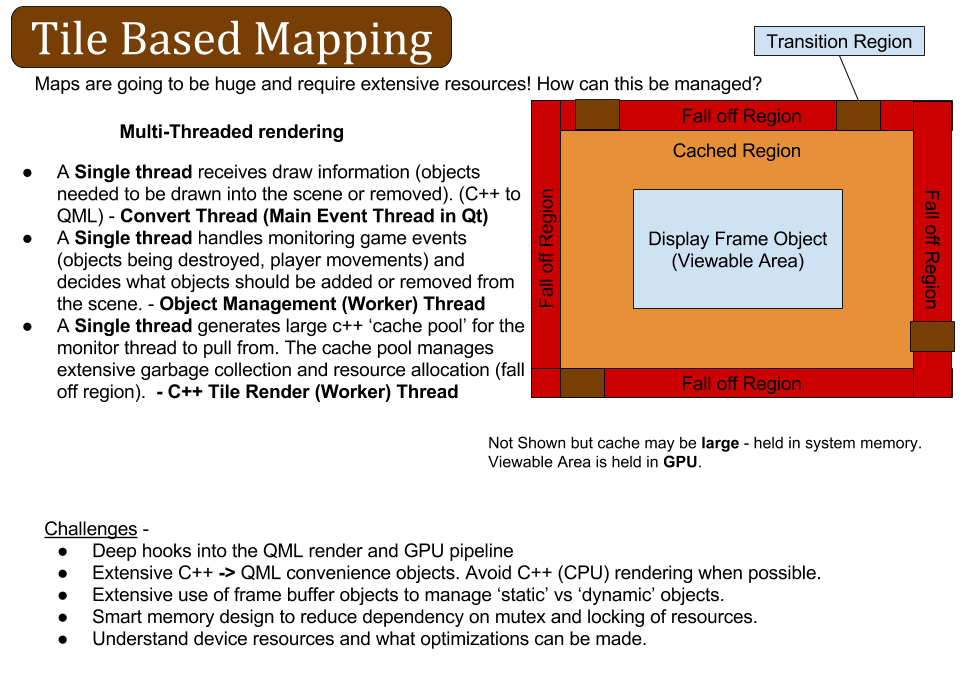 Tile Based Mapping
Transition Region
Maps are going to be huge and require extensive resources! How can this be managed?
Multi-Threaded rendering
● A Single thread receives draw information (objects
needed to be drawn into the scene or removed). (C++ to
QML) - Convert Thread (Main Event Thread in Qt)
● A Single thread handles monitoring game events
(objects being destroyed, player movements) and
decides what objects should be added or removed from
the scene. - Object Management (Worker) Thread
● A Single thread generates large c++ ‘cache pool’ for the
monitor thread to pull from. The cache pool manages
extensive garbage collection and resource allocation (fall
off region).  - C++ Tile Render (Worker) Thread
Fall off Region
Cached Region
Fall off Region
Display Frame Object
(Viewable Area)
Fall off Region
Fall off Region
Not Shown but cache may be large - held in system memory.
Viewable Area is held in GPU.
Challenges -
● Deep hooks into the QML render and GPU pipeline
● Extensive C++ -> QML convenience objects. Avoid C++ (CPU) rendering when possible.
● Extensive use of frame buffer objects to manage ‘static’ vs ‘dynamic’ objects.
● Smart memory design to reduce dependency on mutex and locking of resources.
● Understand device resources and what optimizations can be made.